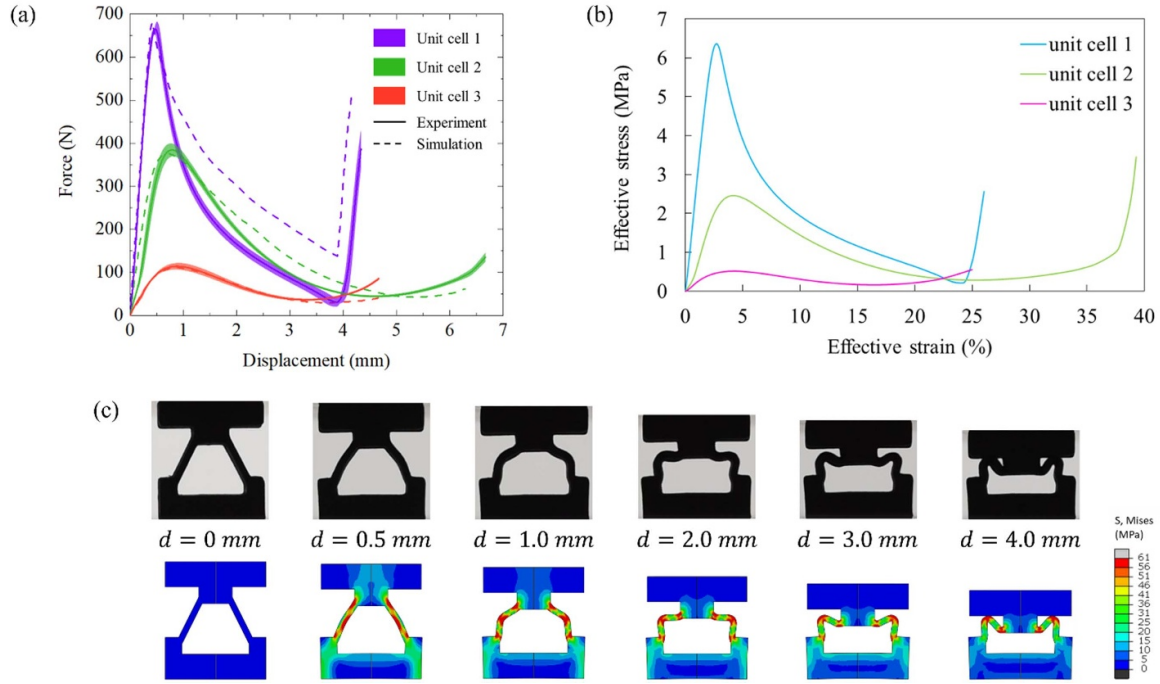 (a)
700
600
500
400
300
200
100
0
Force (N)
0 1 2 3 4 5 6 7
Displacement (mm)
Unit cell 1
Unit cell 2
Unit cell 3
Experiment
Simulation
(b)
7
6
5
4
3
2
1
0
Effective stress (MPa)
0 5 10 15 20 25 30 35 40
Effective strain (%)
unit cell 1
unit cell 2
unit cell 3
(c)
d = 0 mm d = 0.5 mm d = 1.0 mm d = 2.0 mm d = 3.0 mm d = 4.0 mm
S, Mises
(MPa)
61
56
51
46
41
36
31
25
20
15
10
5
0